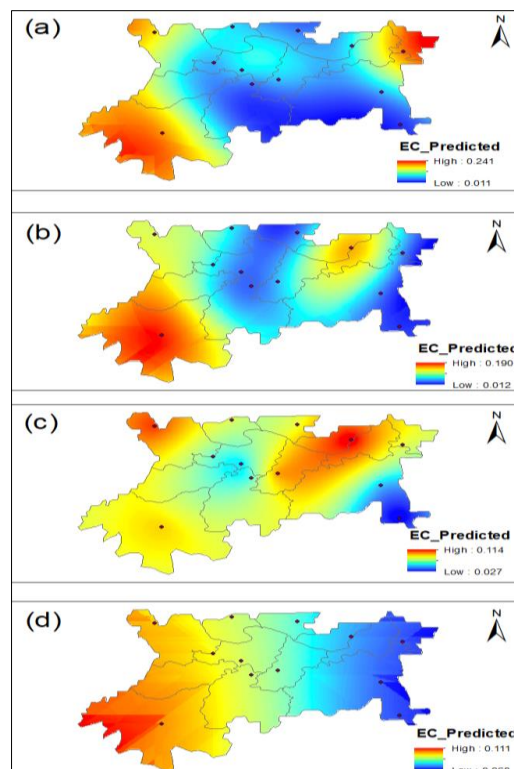 (a)
N
EC_Predicted
High : 0.241
Low : 0.011
(b)
N
EC_Predicted
High : 0.190
Low : 0.012
(c)
N
EC_Predicted
High : 0.114
Low : 0.027
(d)
N
EC_Predicted
High : 0.111